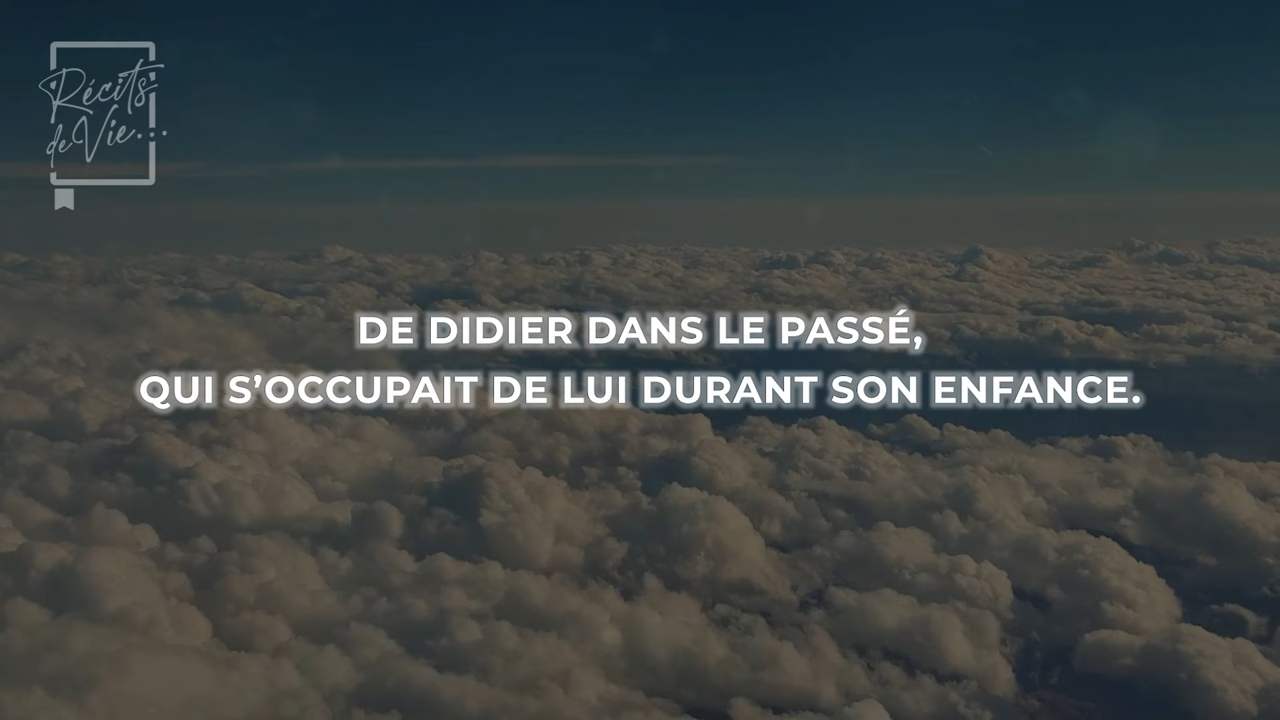 Récits
de Vie...
DE DIDIER DANS LE PASSÉ,
QUI S’OCCUPAIT DE LUI DURANT SON ENFANCE.